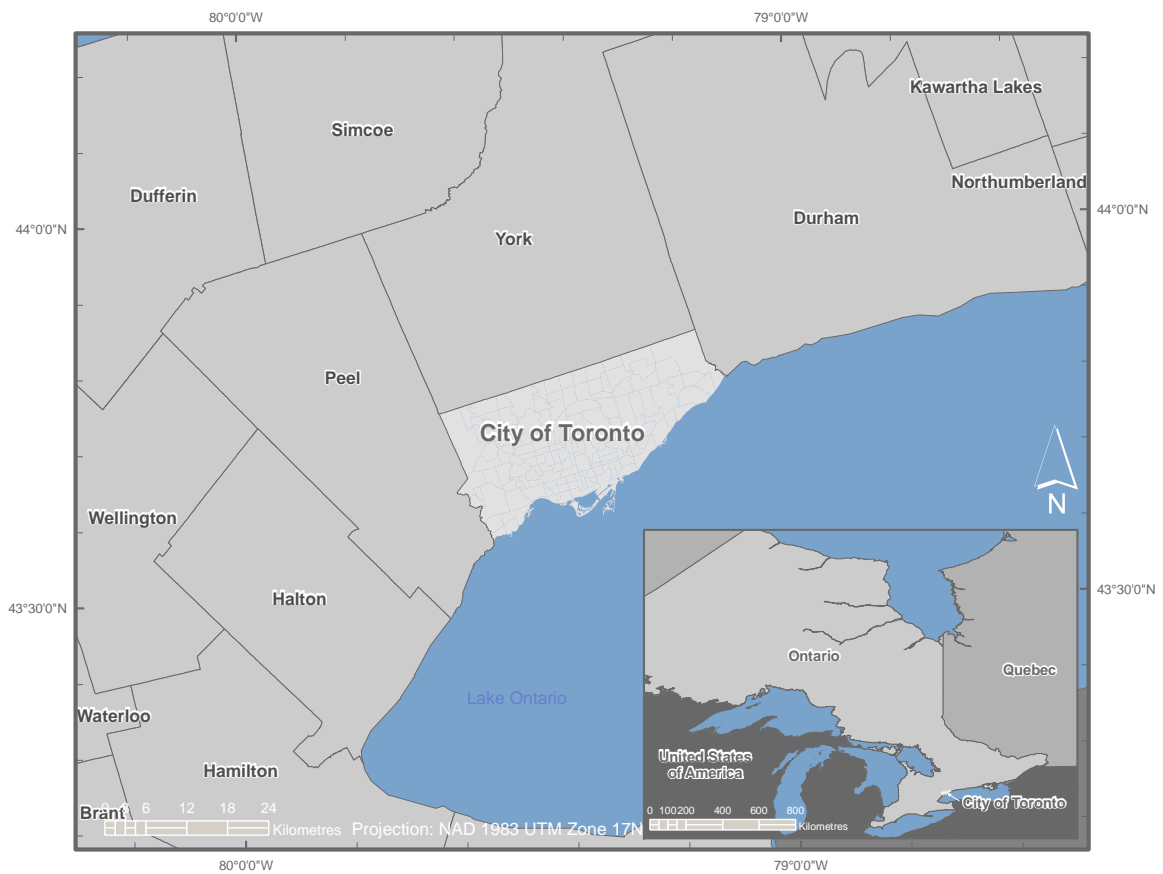 80°0'0"W 79°0'0"W
Kawartha Lakes
Simcoe
Northumberland
Dufferin
44°0'0"N
Durham
44°0'0"N
York
Peel
City of Toronto
N
Wellington
43°30'0"N
Halton
43°30'0"N
Ontario
Quebec
Lake Ontario
Waterloo
United States
of America
Hamilton
City of Toronto
Brant
0 6 12 18 24
Kilometres
Projection: NAD 1983 UTM Zone 17N
0 100 200 400 600 800
Kilometres
80°0'0"W 79°0'0"W